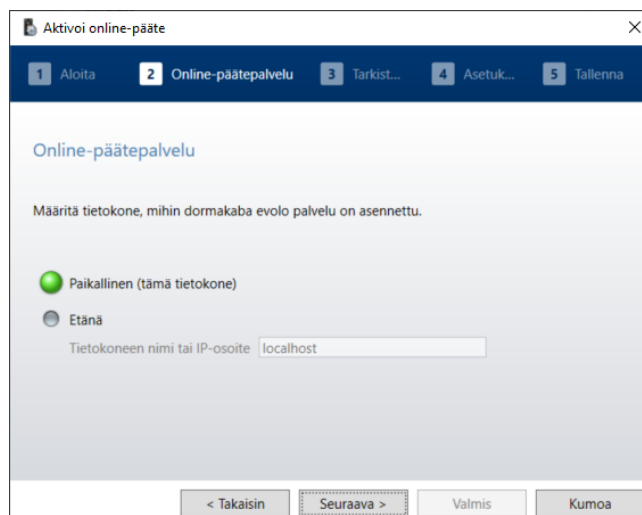 Aktivoi online-pääte
1 Aloita 2 Online-päätepalvelu 3 Tarkist... 4 Asetuk... 5 Tallenna
Online-päätepalvelu
Määritä tietokone, mihin dormakaba evolo palvelu on asennettu.
Paikallinen (tämä tietokone)
Etänä
Tietokoneen nimi tai IP-osoite localhost
< Takaisin Seuraava > Valmis Kumoa